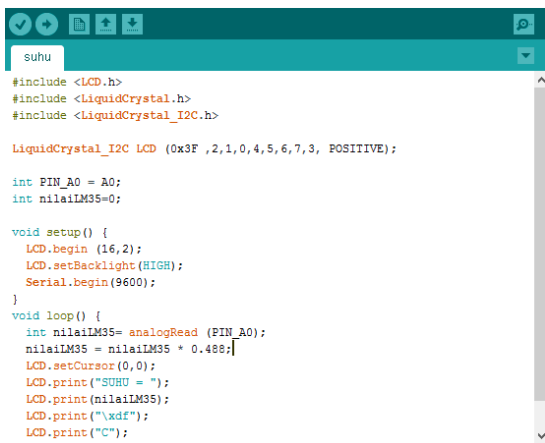 suhu
#include <LCD.h>
#include <LiquidCrystal.h>
#include <LiquidCrystal_I2C.h>
LiquidCrystal_I2C LCD (0x3F ,2,1,0,4,5,6,7,3, POSITIVE);
int PIN_A0 = A0;
int nilaiLM35=0;
void setup() {
LCD.begin (16,2);
LCD.setBacklight(HIGH);
Serial.begin(9600);
}
void loop() {
int nilaiLM35= analogRead (PIN_A0);
nilaiLM35 = nilaiLM35 * 0.488;
LCD.setCursor(0,0);
LCD.print("SUHU = ");
LCD.print(nilaiLM35);
LCD.print("\xdf");
LCD.print("C");